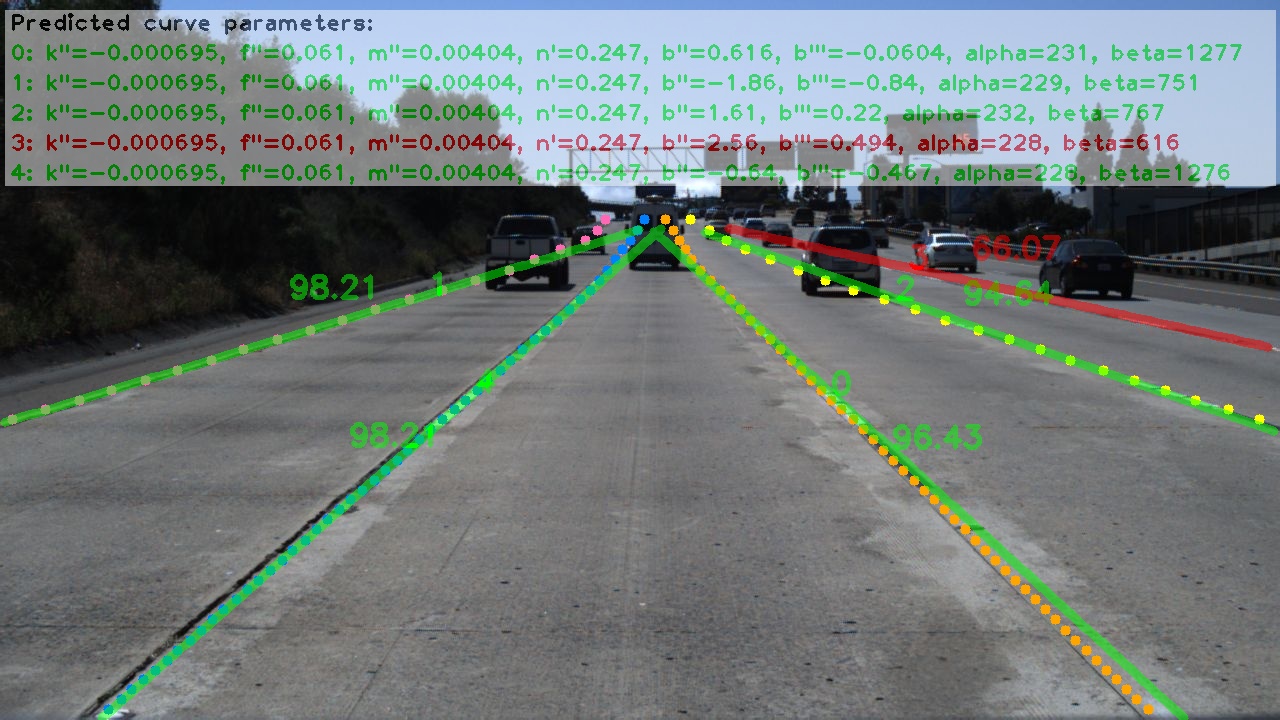 Predicted curve parameters:
0: k''=-0.000695, f''=0.061, m''=0.00404, n'=0.247, b''=0.616, b'''=-0.0604, alpha=231, beta=1277
1: k''=-0.000695, f''=0.061, m''=0.00404, n'=0.247, b''=-1.86, b'''=-0.84, alpha=229, beta=751
2: k''=-0.000695, f''=0.061, m''=0.00404, n'=0.247, b''=1.61, b'''=0.22, alpha=232, beta=767
3: k''=-0.000695, f''=0.061, m''=0.00404, n'=0.247, b''=2.56, b'''=0.494, alpha=228, beta=616
4: k''=-0.000695, f''=0.061, m''=0.00404, n'=0.247, b''=-0.64, b'''=-0.467, alpha=228, beta=1276
66.07
98.21 1 2 94.64
0
98.21 96.43